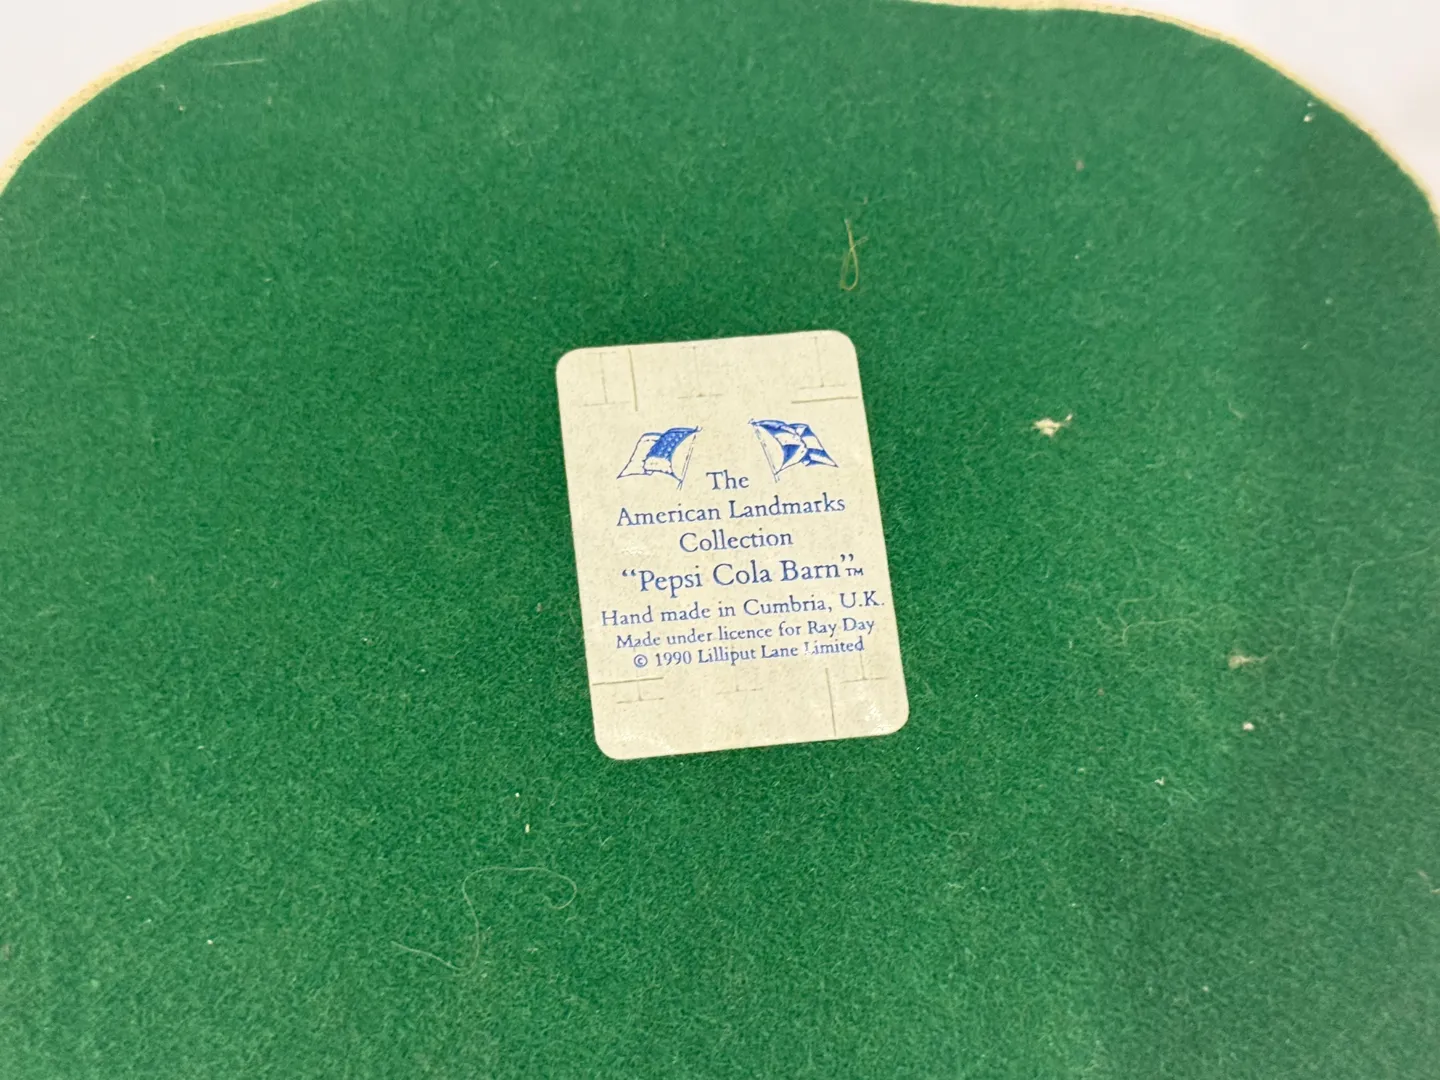 The
American Landmarks
Collection
“Pepsi Cola Barn”™
Hand made in Cumbria, U.K.
Made under licence for Ray Day
© 1990 Lilliput Lane Limited